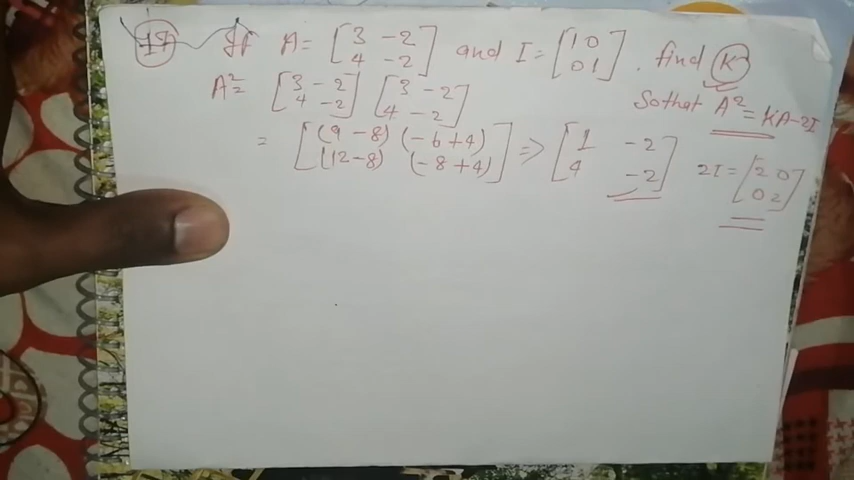 17) If A = [3 -2 4 -2] and I = [1 0 0 1] . find K
So that A² = KA - 2I
A² = [3 -2 4 -2] [3 -2 4 -2]
= [(9 - 8) (-6 + 4) (12 - 8) (-8 + 4)] => [1 -2 4 -2] 2I = [2 0 0 2]